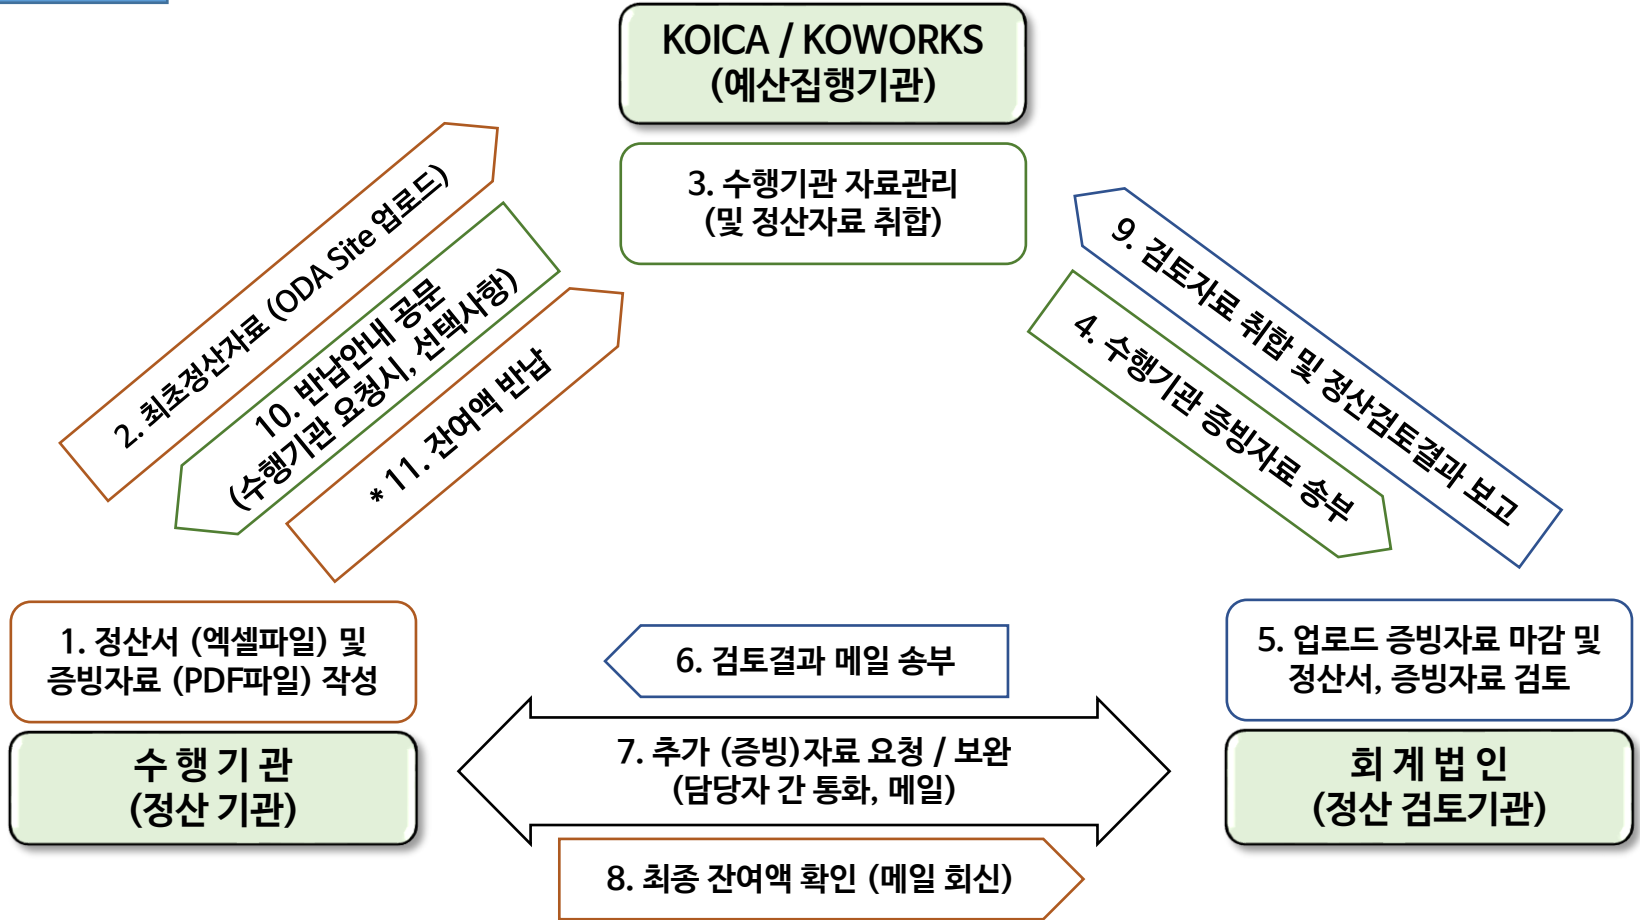 KOICA / KOWORKS
(예산집행기관)
3. 수행기관 자료관리
(및 정산자료 취합)
2. 최초정산자료 (ODA Site 업로드)
10. 반납안내 공문
(수행기관 요청시, 선택사항)
* 11. 잔여액 반납
9. 검토자료 취합 및 정산검토결과 보고
4. 수행기관 증빙자료 송부
1. 정산서 (엑셀파일) 및
증빙자료 (PDF파일) 작성
수 행 기 관
(정산 기관)
6. 검토결과 메일 송부
7. 추가 (증빙)자료 요청 / 보완
(담당자 간 통화, 메일)
8. 최종 잔여액 확인 (메일 회신)
5. 업로드 증빙자료 마감 및
정산서, 증빙자료 검토
회 계 법 인
(정산 검토기관)